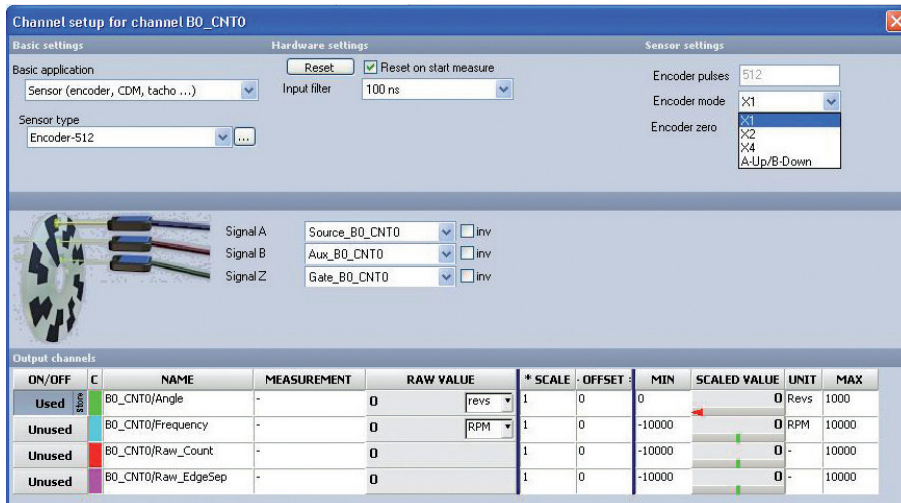 Channel setup for channel B0_CNT0
Basic settings
Hardware settings
Sensor settings
Basic application
Sensor (encoder, CDM, tacho ...)
Sensor type
Encoder-512
...
Reset
Reset on start measure
Input filter
100 ns
Encoder pulses
512
Encoder mode
X1
Encoder zero
X1
X2
X4
A-Up/B-Down
Signal A
Source_B0_CNT0
inv
Signal B
Aux_B0_CNT0
inv
Signal Z
Gate_B0_CNT0
inv
Output channels
ON/OFF C NAME MEASUREMENT RAW VALUE * SCALE - OFFSET : MIN SCALED VALUE UNIT MAX
Used Store B0_CNT0/Angle - 0 revs 1 0 0 0 Revs 1000
Unused B0_CNT0/Frequency - 0 RPM 1 0 -10000 0 RPM 10000
Unused B0_CNT0/Raw_Count - 0 1 0 -10000 0 - 10000
Unused B0_CNT0/Raw_EdgeSep - 0 1 0 -10000 0 - 10000